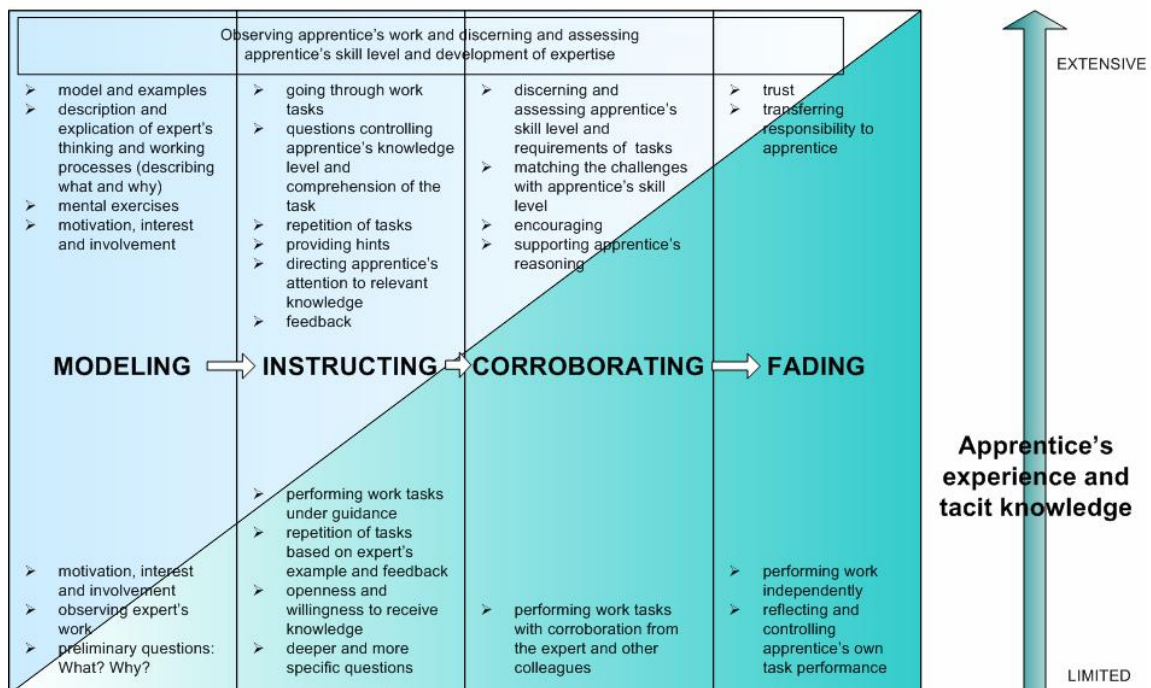 Observing apprentice's work and discerning and assessing
apprentice's skill level and development of expertise
➢ model and examples
➢ description and
explication of expert's
thinking and working
processes (describing
what and why)
➢ mental exercises
➢ motivation, interest
and involvement
➢ going through work
tasks
➢ questions controlling
apprentice's knowledge
level and
comprehension of the
task
➢ repetition of tasks
➢ providing hints
➢ directing apprentice's
attention to relevant
knowledge
➢ feedback
➢ discerning and
assessing apprentice's
skill level and
requirements of tasks
➢ matching the challenges
with apprentice's skill
level
➢ encouraging
➢ supporting apprentice's
reasoning
➢ trust
➢ transferring
responsibility to
apprentice
MODELING
INSTRUCTING
CORROBORATING
FADING
➢ motivation, interest
and involvement
➢ observing expert's
work
➢ preliminary questions:
What? Why?
➢ performing work tasks
under guidance
➢ repetition of tasks
based on expert's
example and feedback
➢ openness and
willingness to receive
knowledge
➢ deeper and more
specific questions
➢ performing work tasks
with corroboration from
the expert and other
colleagues
➢ performing work
independently
➢ reflecting and
controlling
apprentice's own
task performance
EXTENSIVE
Apprentice's
experience and
tacit knowledge
LIMITED